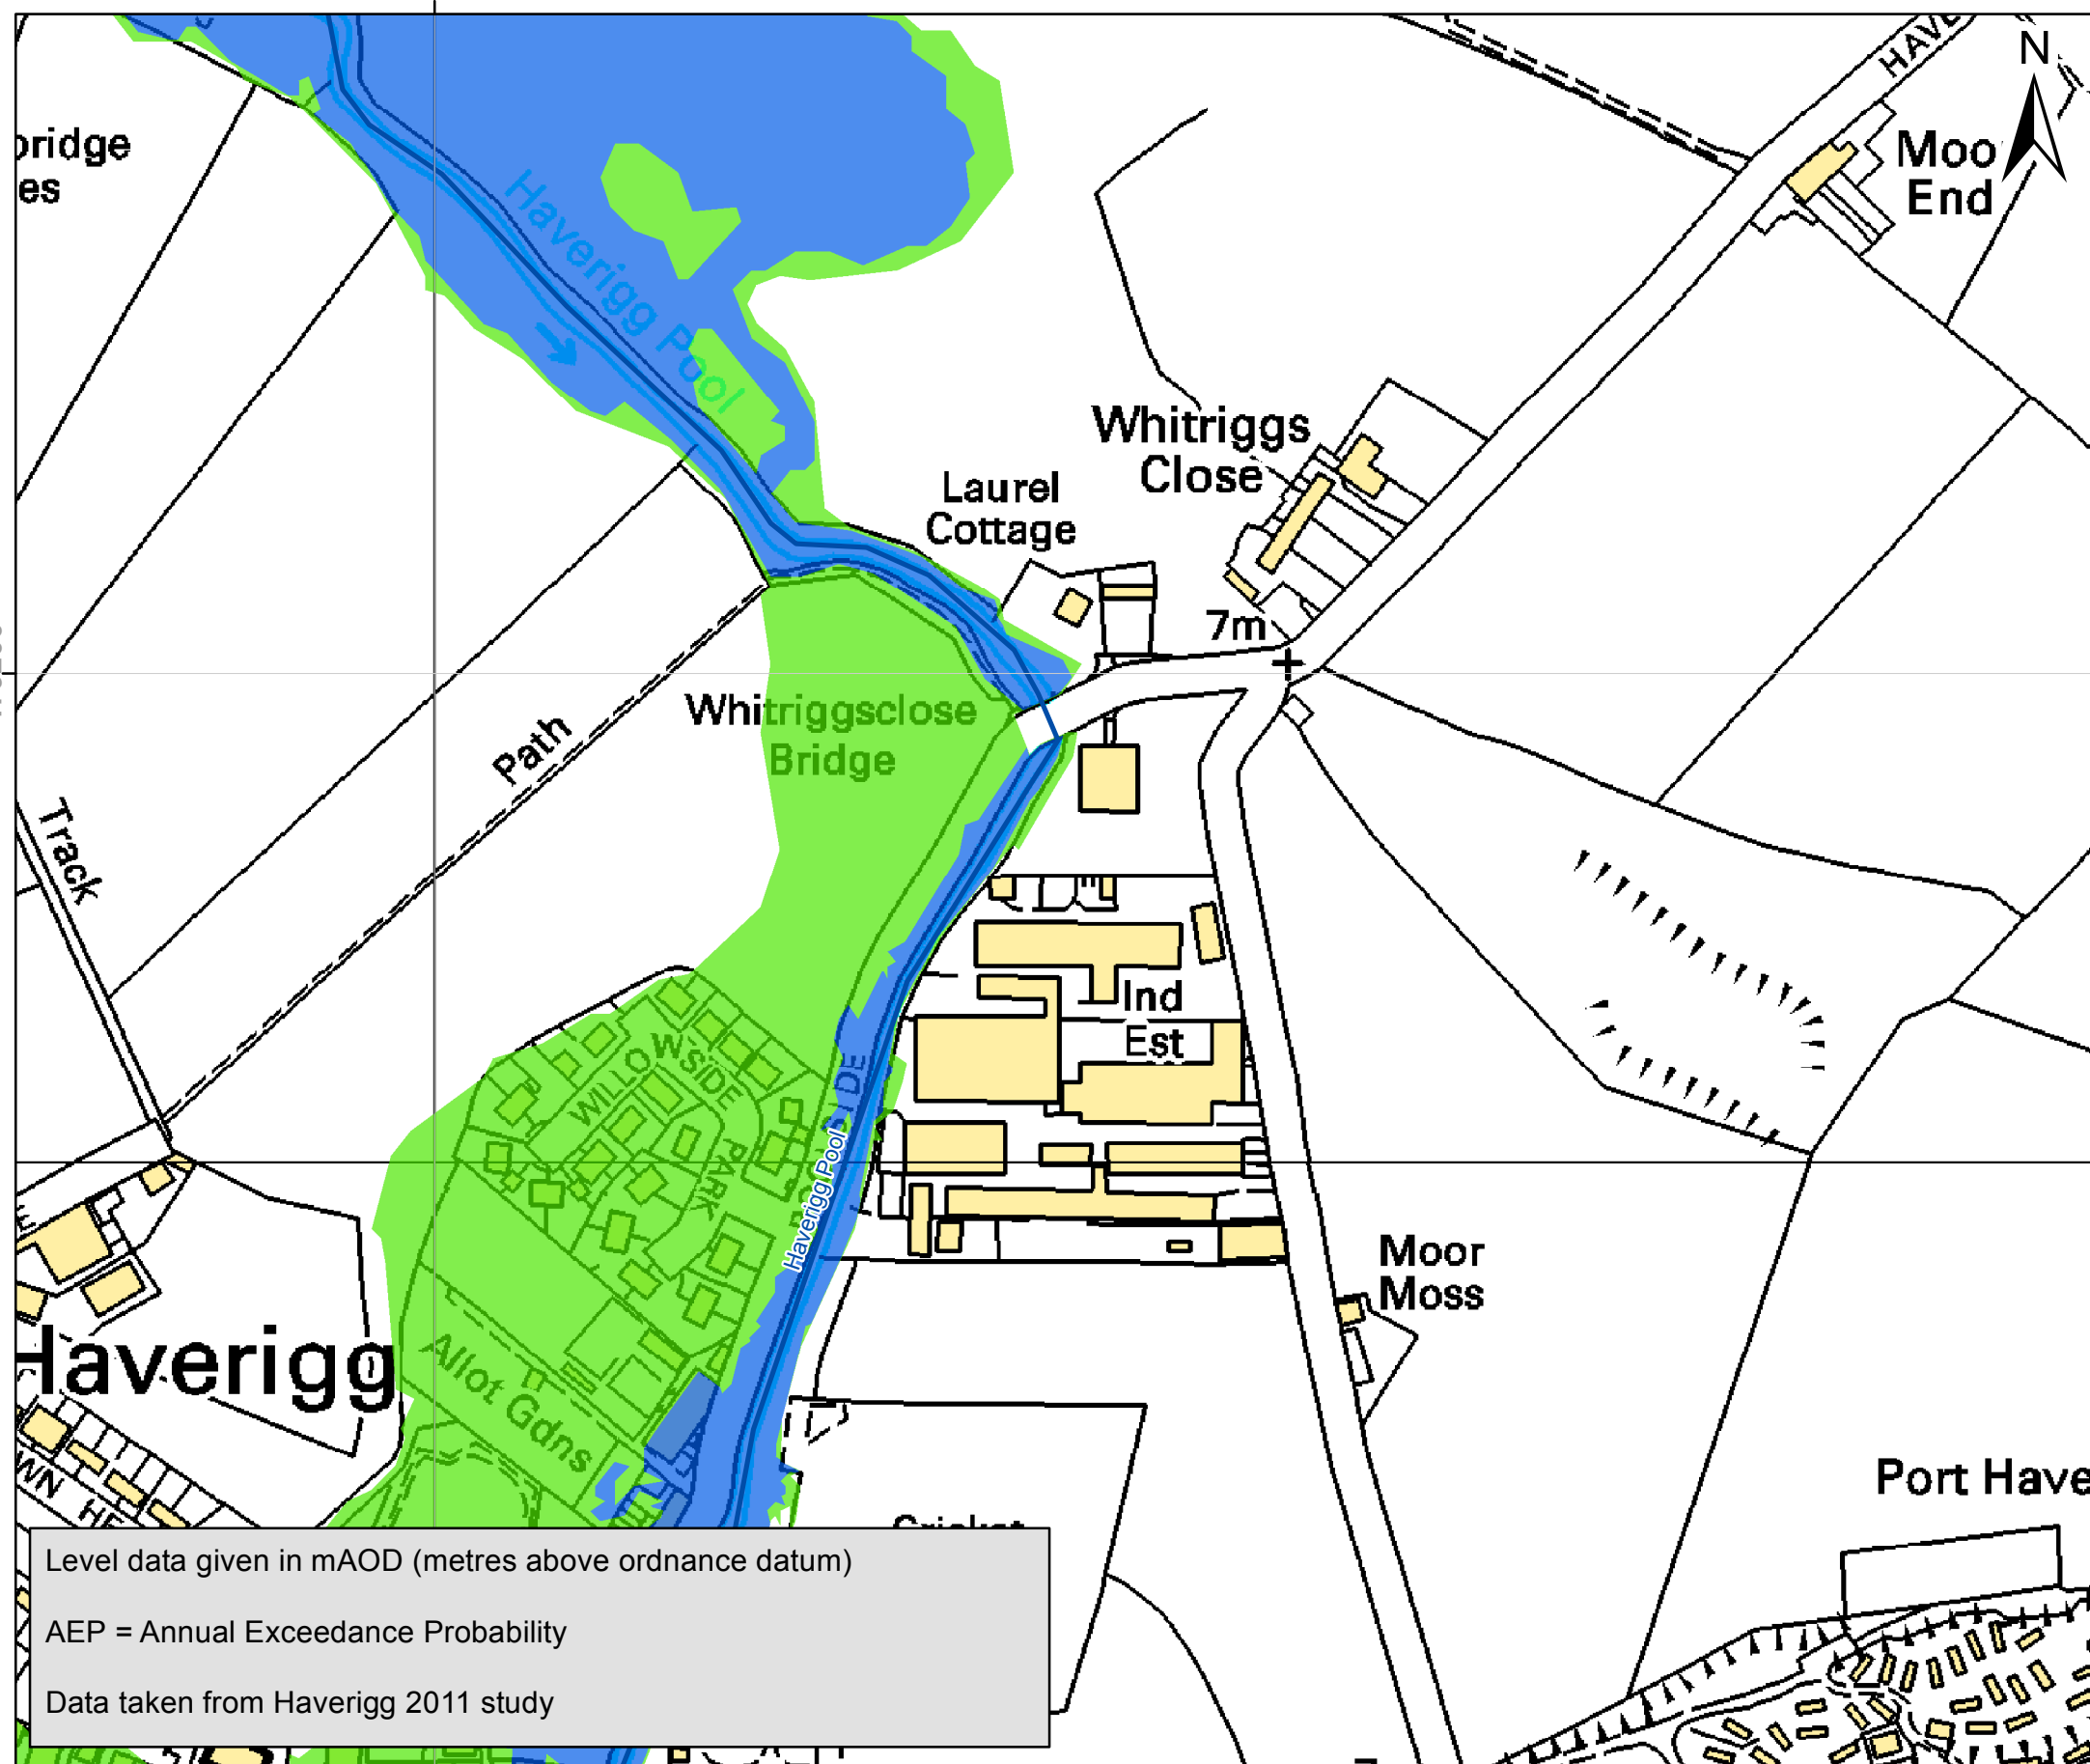 N
Moo
End
Haverigg Pool
Whitriggs
Close
Laurel
Cottage
7m
Whitriggsclose
Bridge
Path
Track
Ind
Est
WILLOWSIDE
PARK
Haverigg Pool
Moor
Moss
Haverigg
Allot Gdns
Port Have
Cricket
Level data given in mAOD (metres above ordnance datum)
AEP = Annual Exceedance Probability
Data taken from Haverigg 2011 study